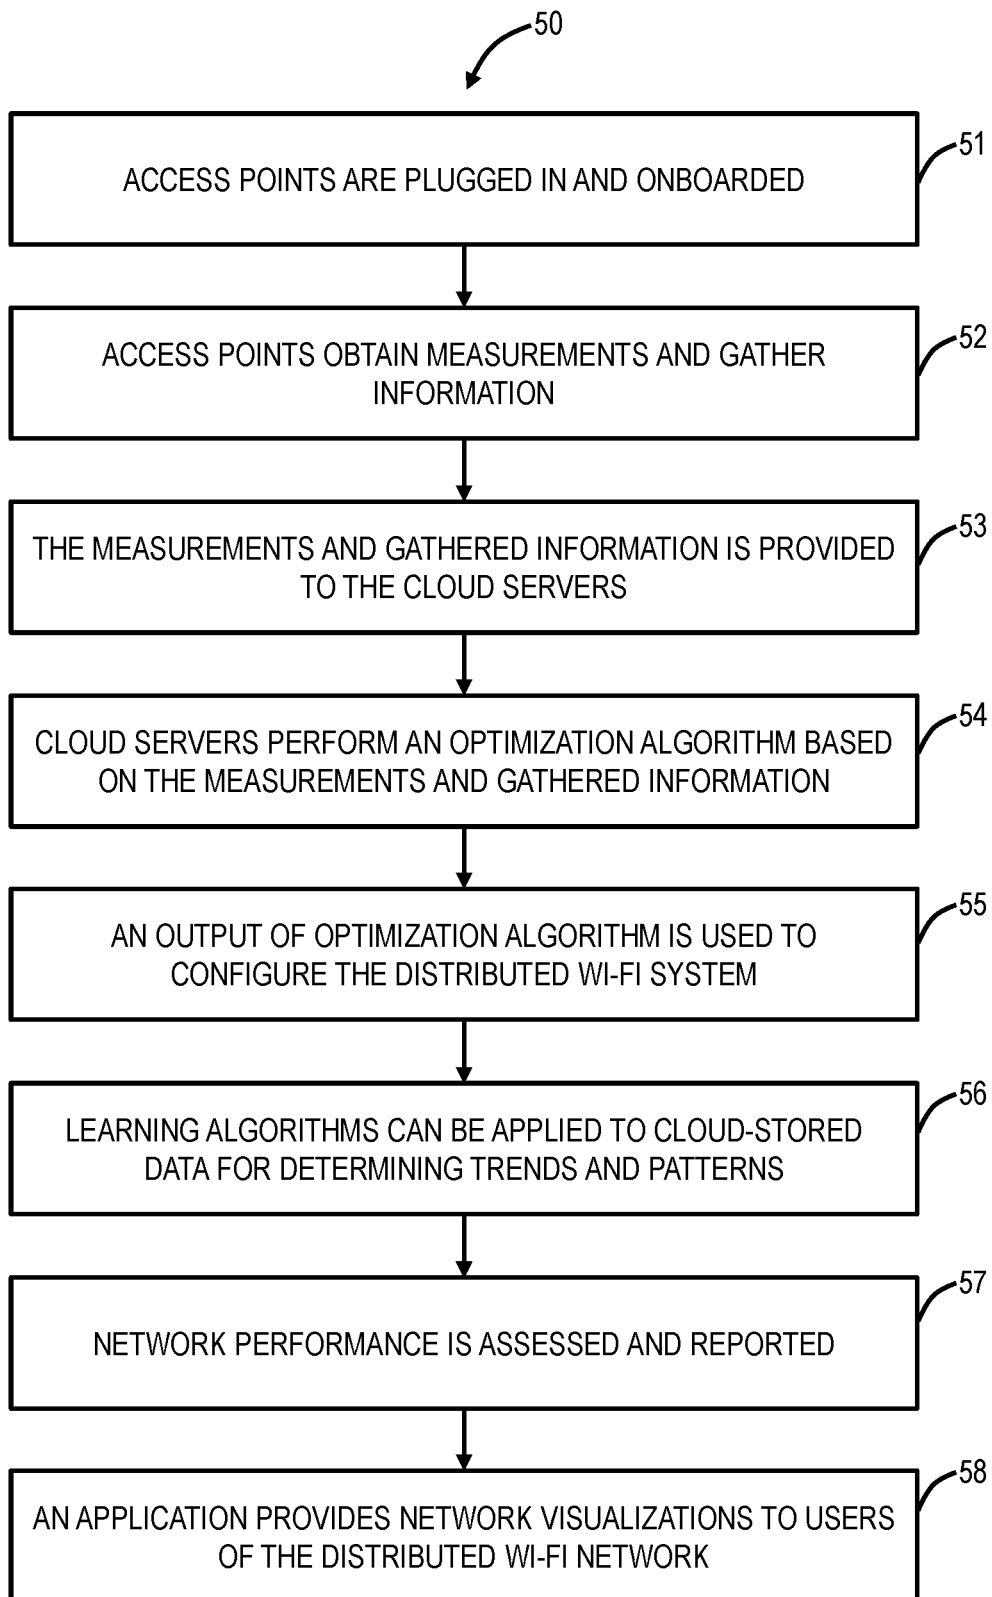 50
ACCESS POINTS ARE PLUGGED IN AND ONBOARDED
51
ACCESS POINTS OBTAIN MEASUREMENTS AND GATHER
INFORMATION
52
THE MEASUREMENTS AND GATHERED INFORMATION IS PROVIDED
TO THE CLOUD SERVERS
53
CLOUD SERVERS PERFORM AN OPTIMIZATION ALGORITHM BASED
ON THE MEASUREMENTS AND GATHERED INFORMATION
54
AN OUTPUT OF OPTIMIZATION ALGORITHM IS USED TO
CONFIGURE THE DISTRIBUTED WI-FI SYSTEM
55
LEARNING ALGORITHMS CAN BE APPLIED TO CLOUD-STORED
DATA FOR DETERMINING TRENDS AND PATTERNS
56
NETWORK PERFORMANCE IS ASSESSED AND REPORTED
57
AN APPLICATION PROVIDES NETWORK VISUALIZATIONS TO USERS
OF THE DISTRIBUTED WI-FI NETWORK
58